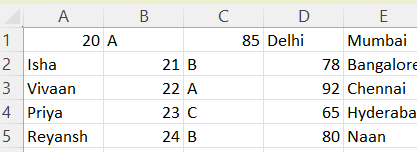 A B C D E
1 20 A 85 Delhi Mumbai
2 Isha 21 B 78 Bangalore
3 Vivaan 22 A 92 Chennai
4 Priya 23 C 65 Hyderaba
5 Reyansh 24 B 80 Naan